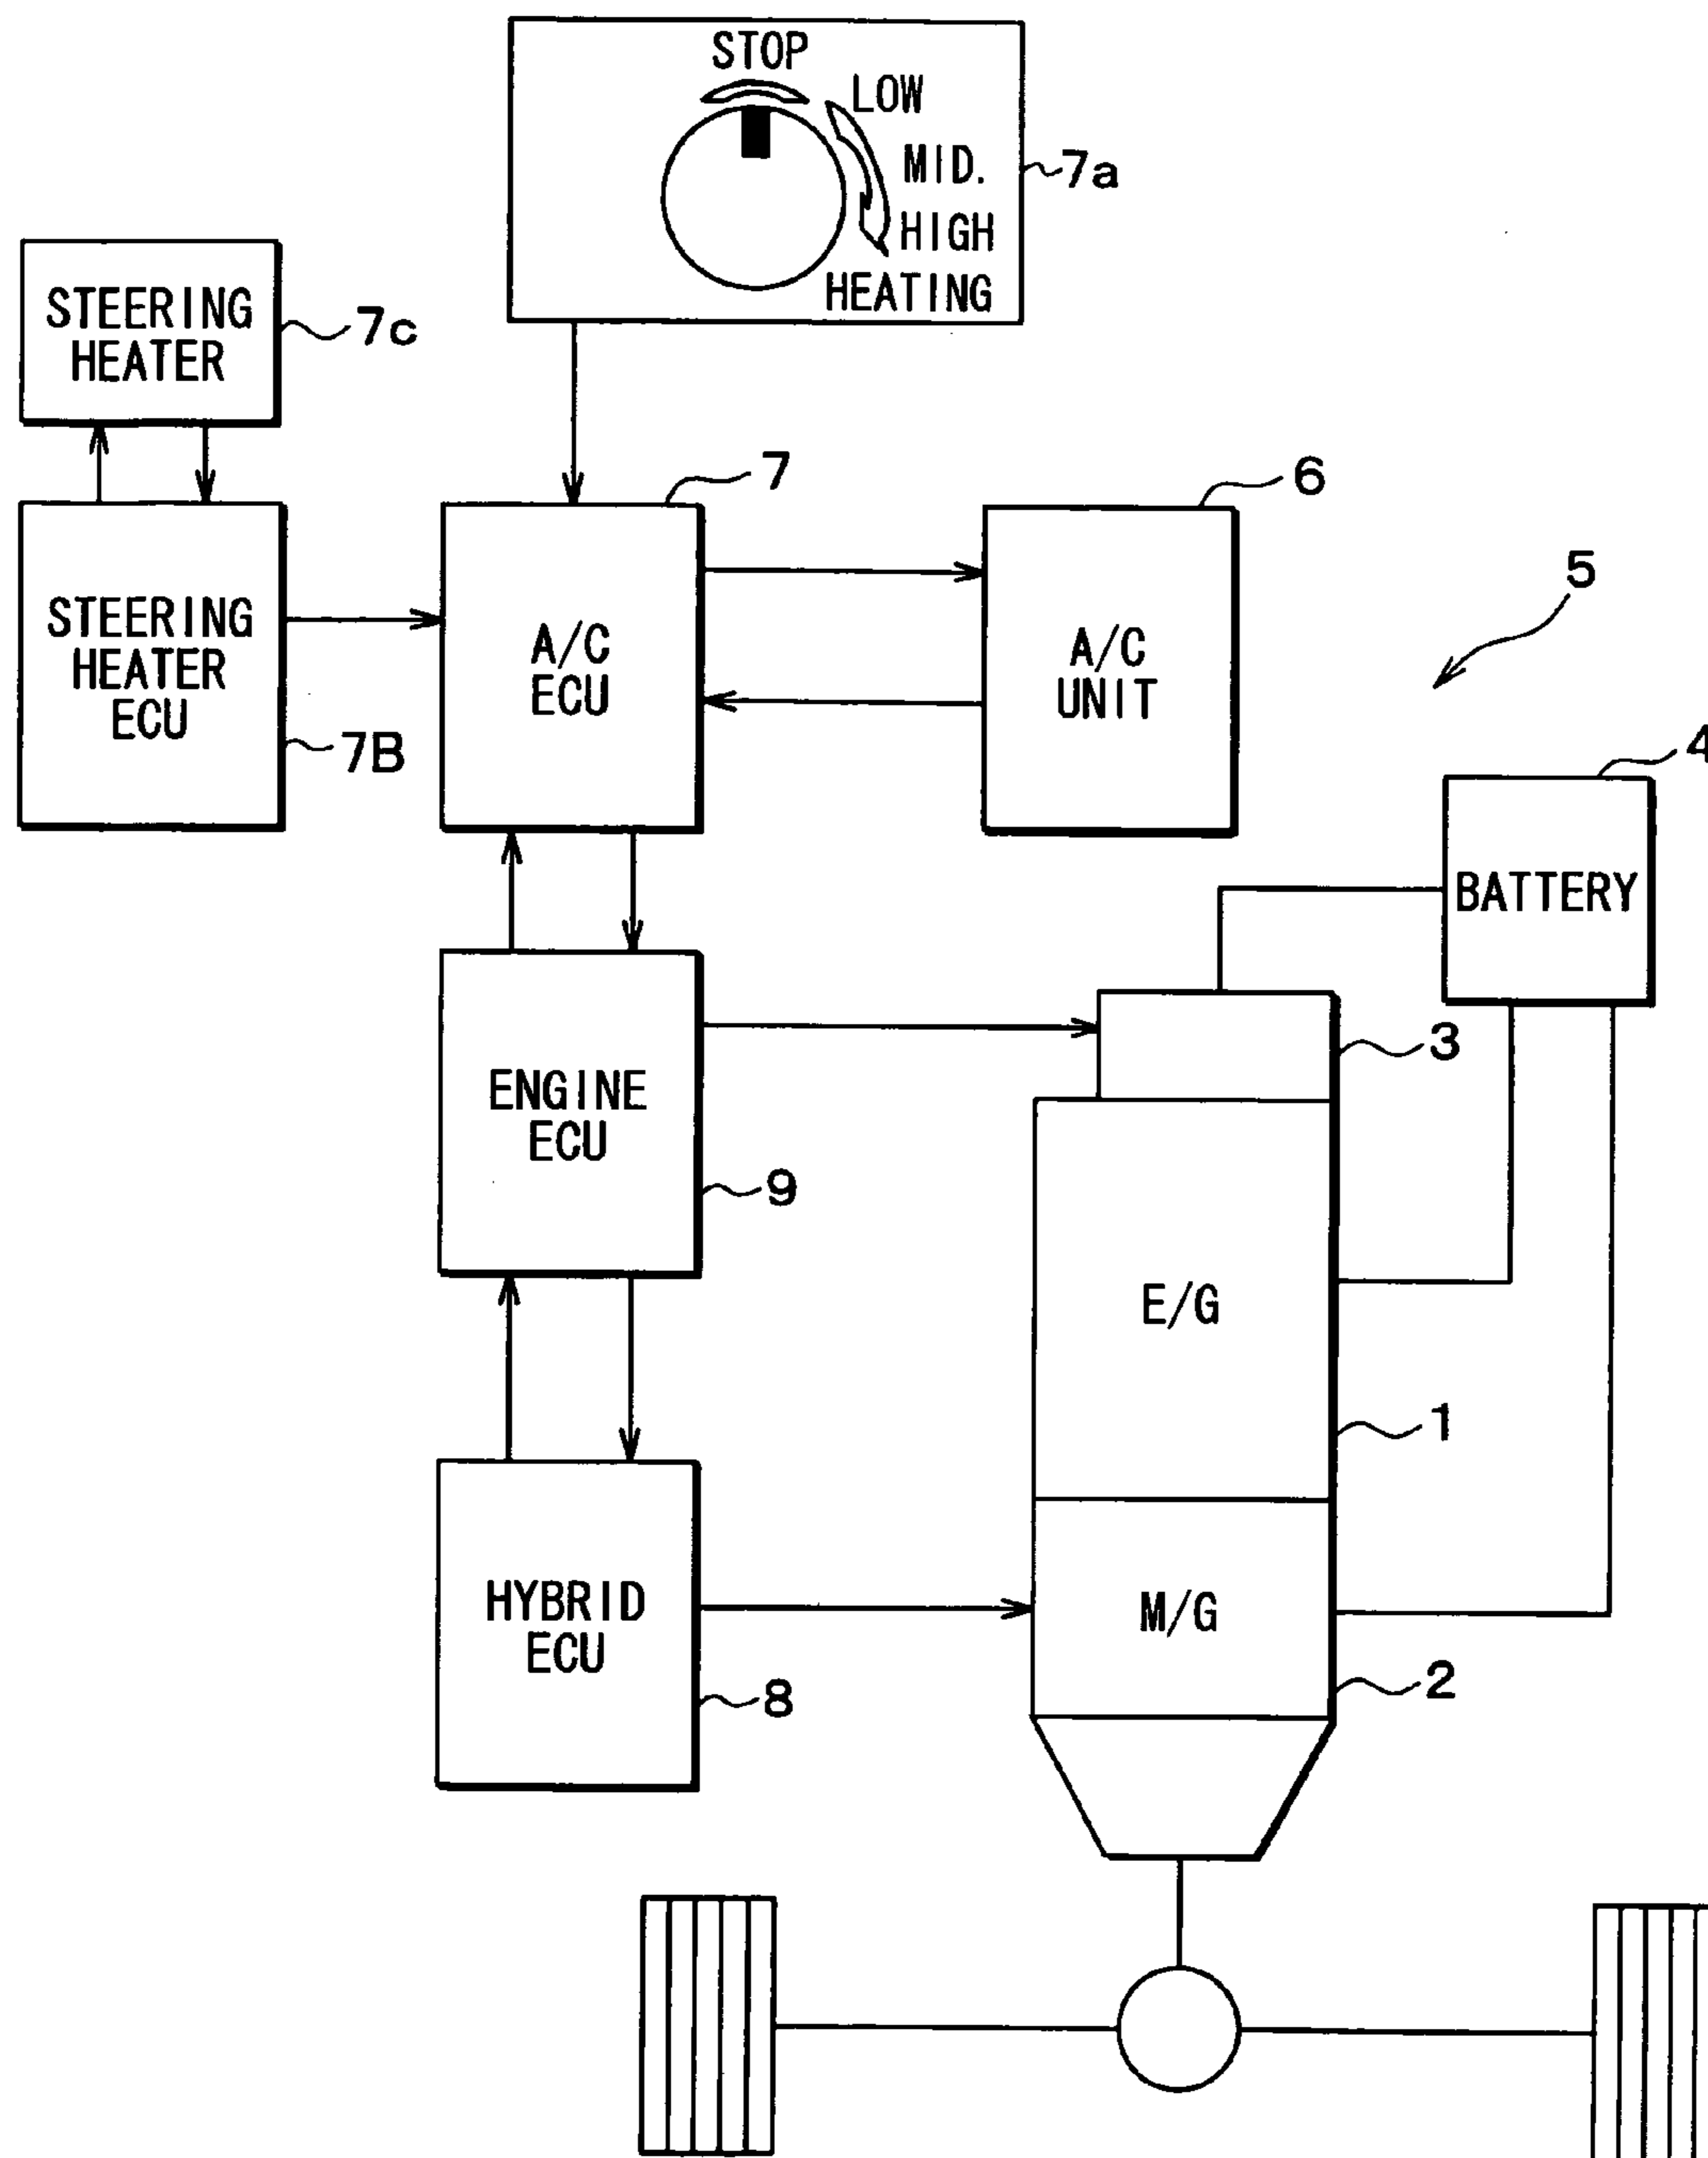 STOP
LOW
MID.
HIGH
HEATING
7a
STEERING
HEATER
7c
7
6
5
STEERING
HEATER
ECU
7B
A/C
ECU
A/C
UNIT
4
BATTERY
3
ENGINE
ECU
9
E/G
1
HYBRID
ECU
8
M/G
2